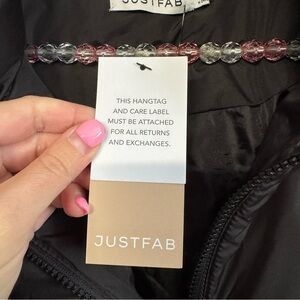 JUSTFAB
THIS HANGTAG
AND CARE LABEL
MUST BE ATTACHED
FOR ALL RETURNS
AND EXCHANGES.
JUSTFAB